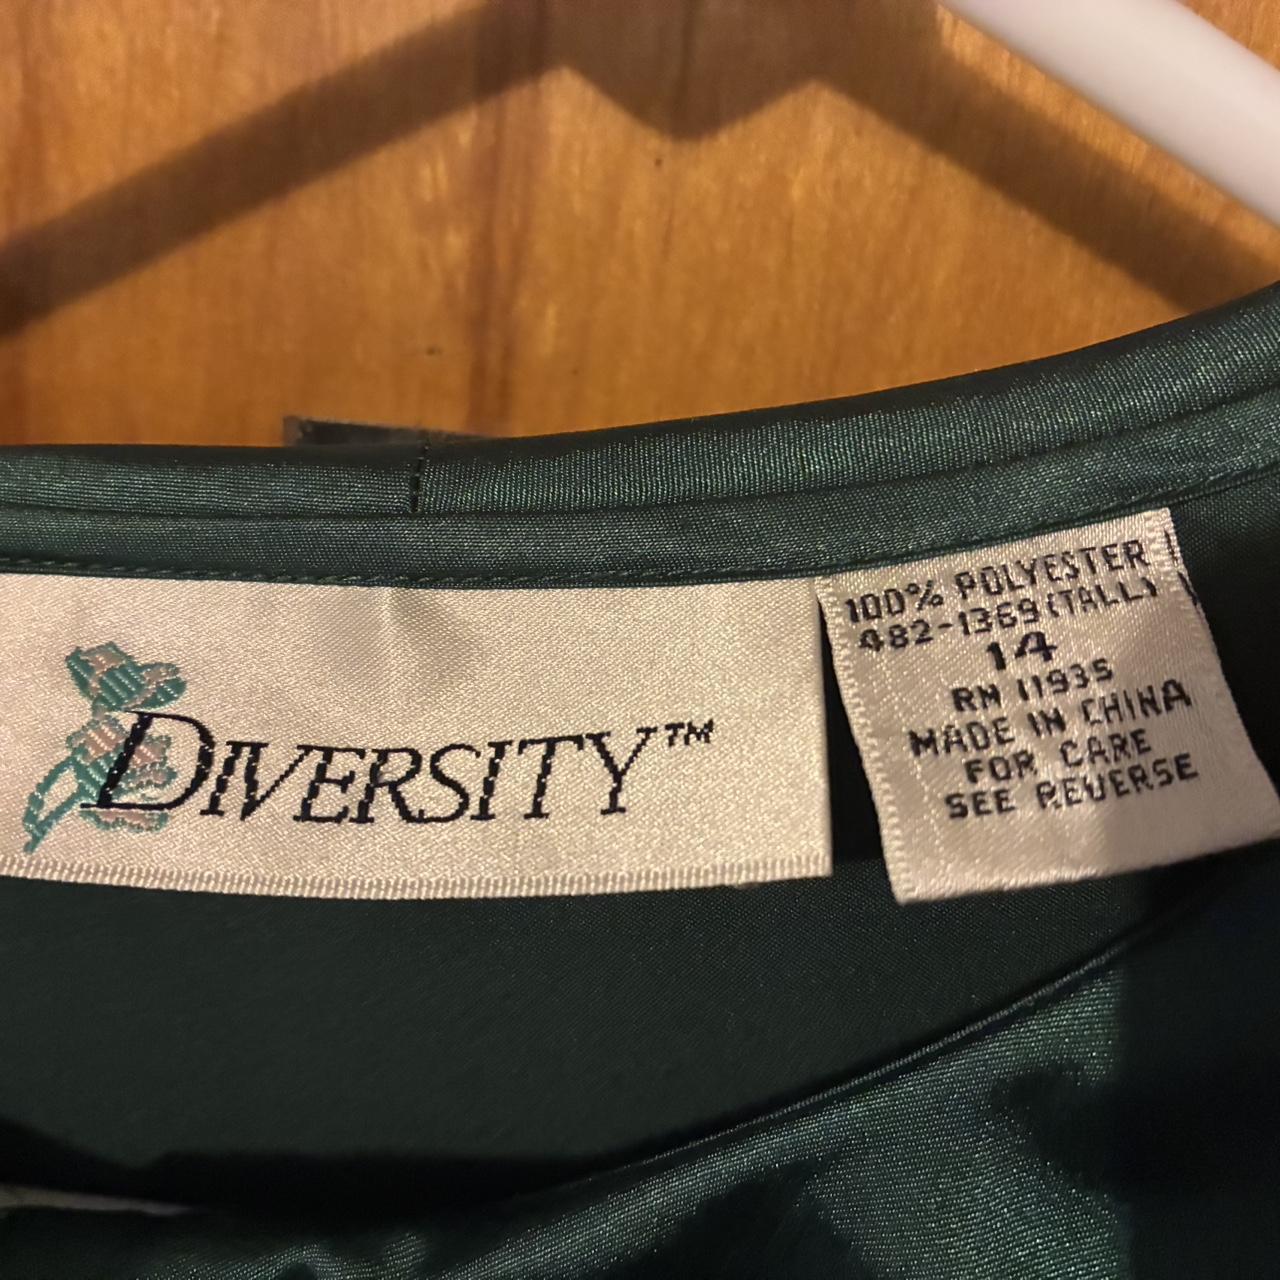 DIVERSITY™
100% POLYESTER
482-1369 (TALL)
14
RN 11935
MADE IN CHINA
FOR CARE
SEE REVERSE